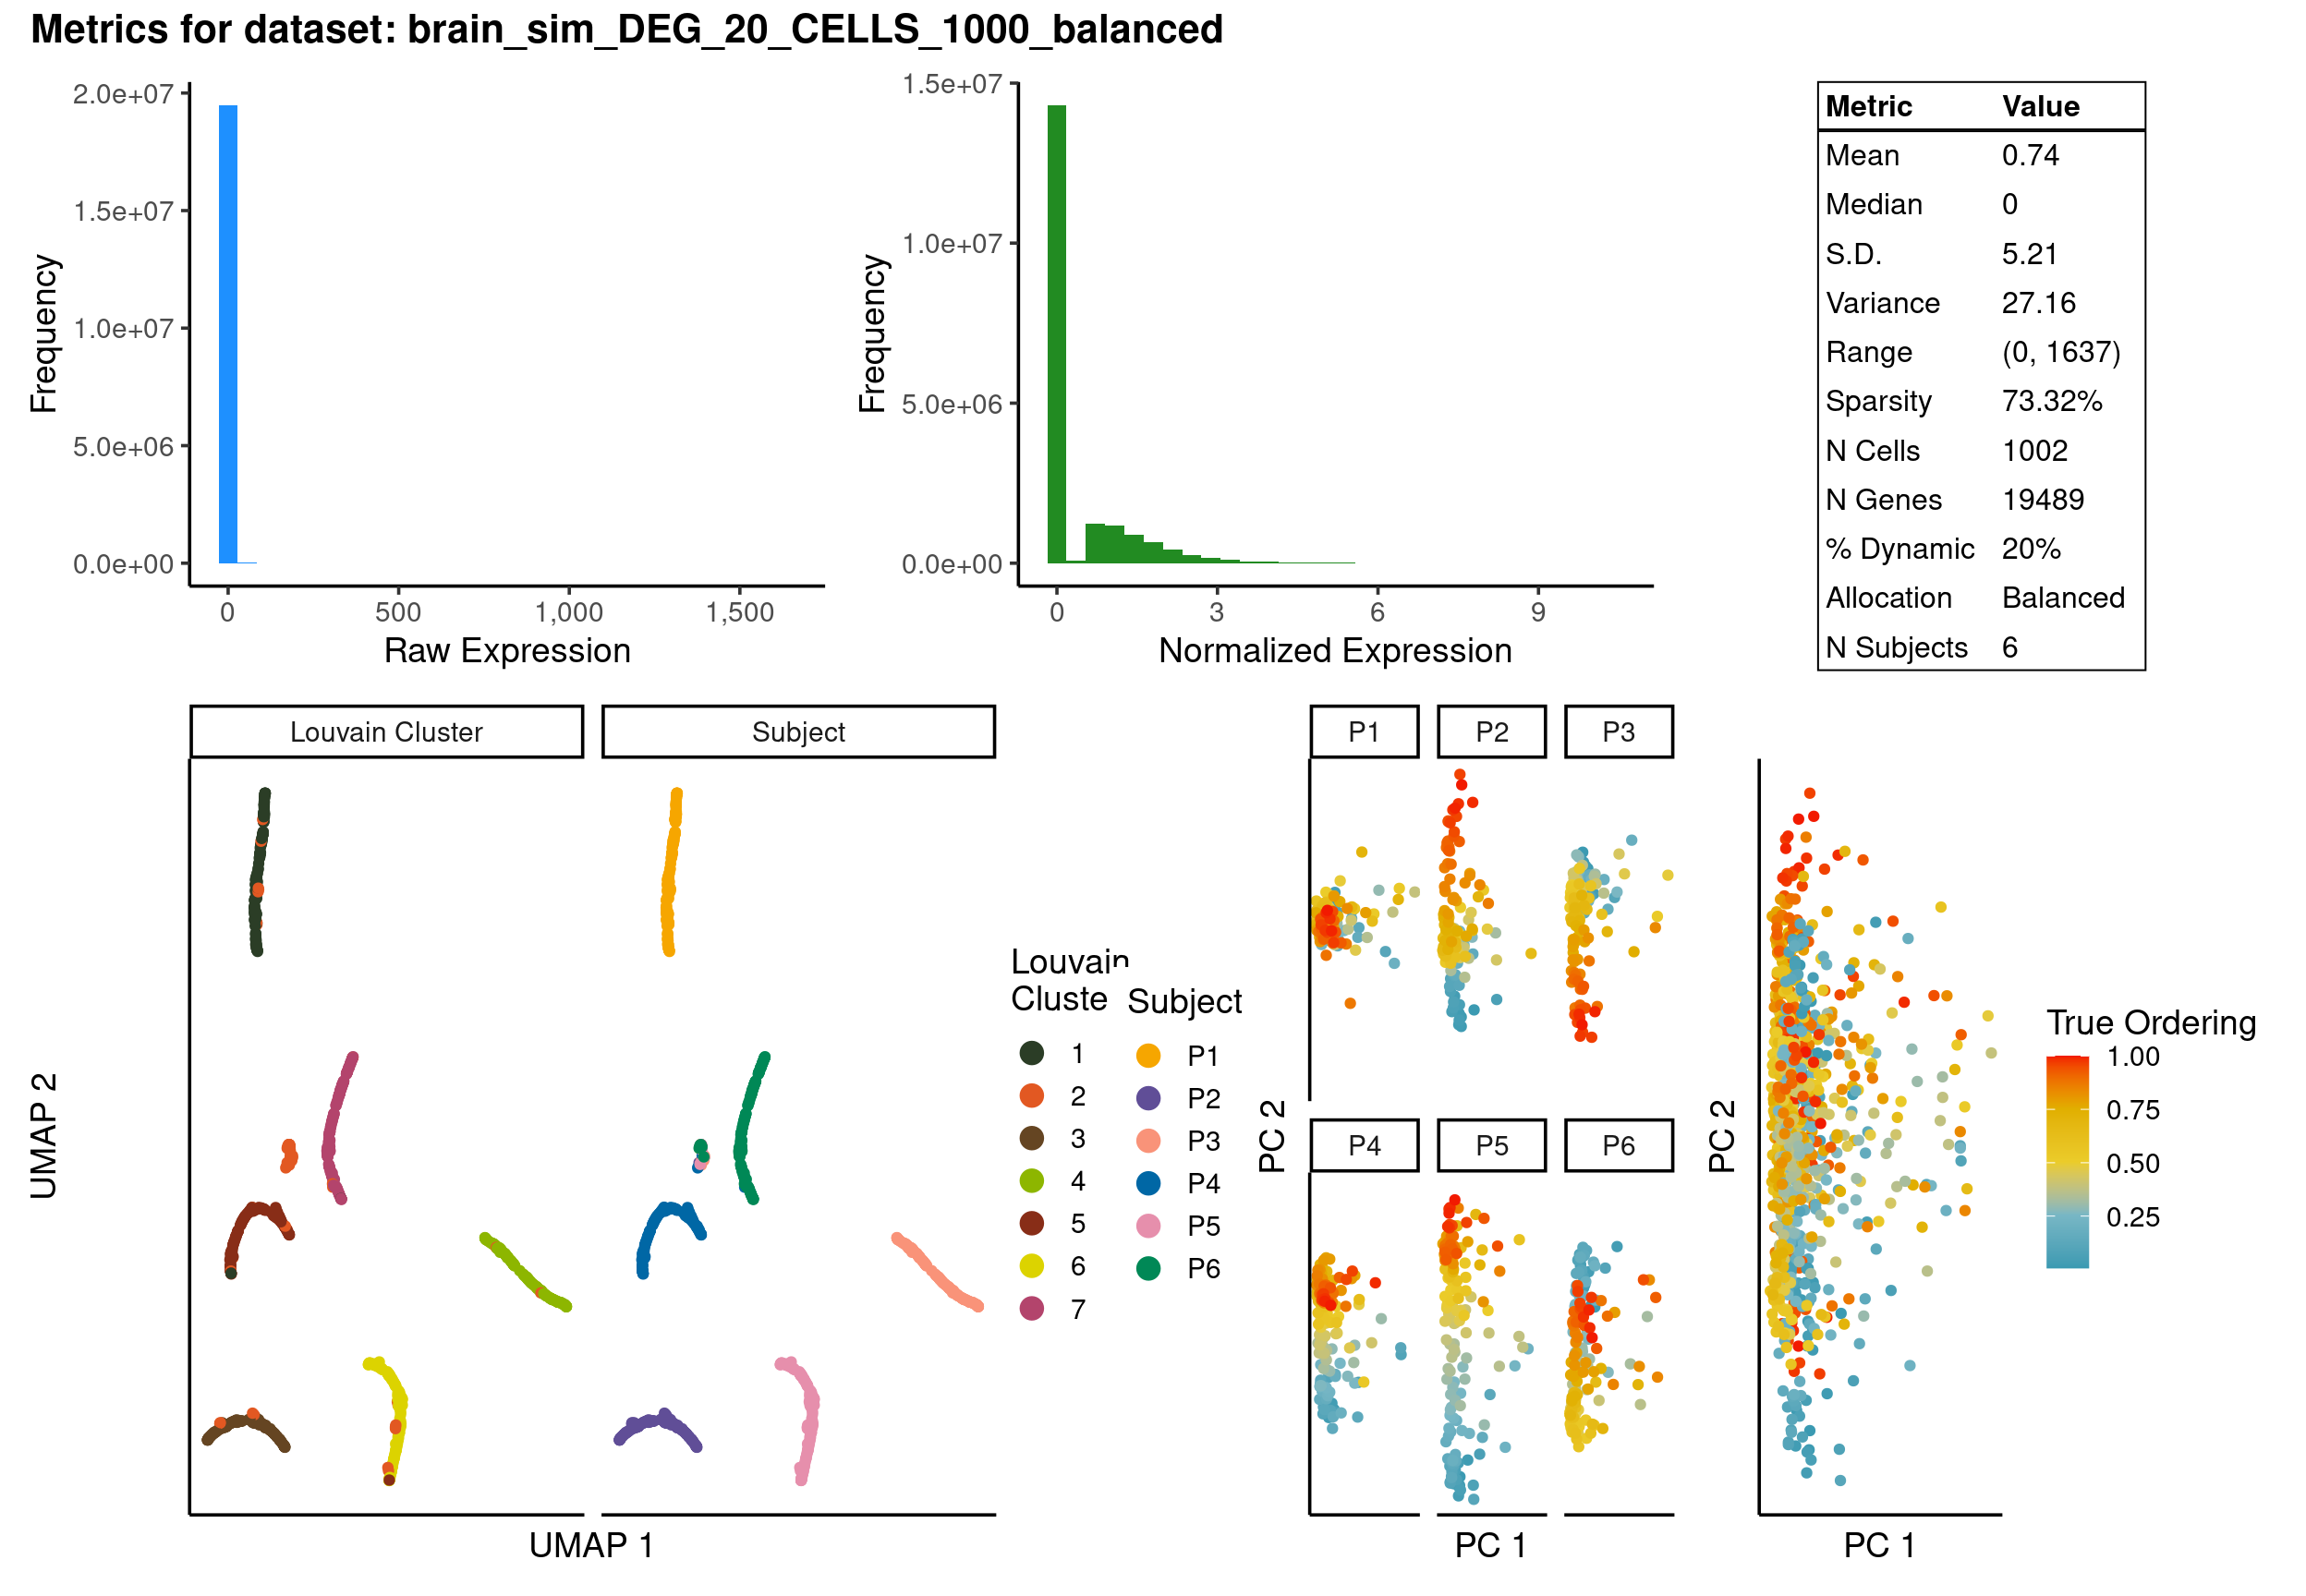 Metrics for dataset: brain_sim_DEG_20_CELLS_1000_balanced
Frequency
2.0e+07
1.5e+07
1.0e+07
5.0e+06
0.0e+00
0 500 1,000 1,500
Raw Expression
Frequency
1.5e+07
1.0e+07
5.0e+06
0.0e+00
0 3 6 9
Normalized Expression
Metric Value
Mean 0.74
Median 0
S.D. 5.21
Variance 27.16
Range (0, 1637)
Sparsity 73.32%
N Cells 1002
N Genes 19489
% Dynamic 20%
Allocation Balanced
N Subjects 6
Louvain Cluster Subject
UMAP 2
UMAP 1
Louvain
Cluste
1
2
3
4
5
6
7
Subject
P1
P2
P3
P4
P5
P6
P1 P2 P3
P4 P5 P6
PC 2
PC 1
PC 2
PC 1
True Ordering
1.00
0.75
0.50
0.25